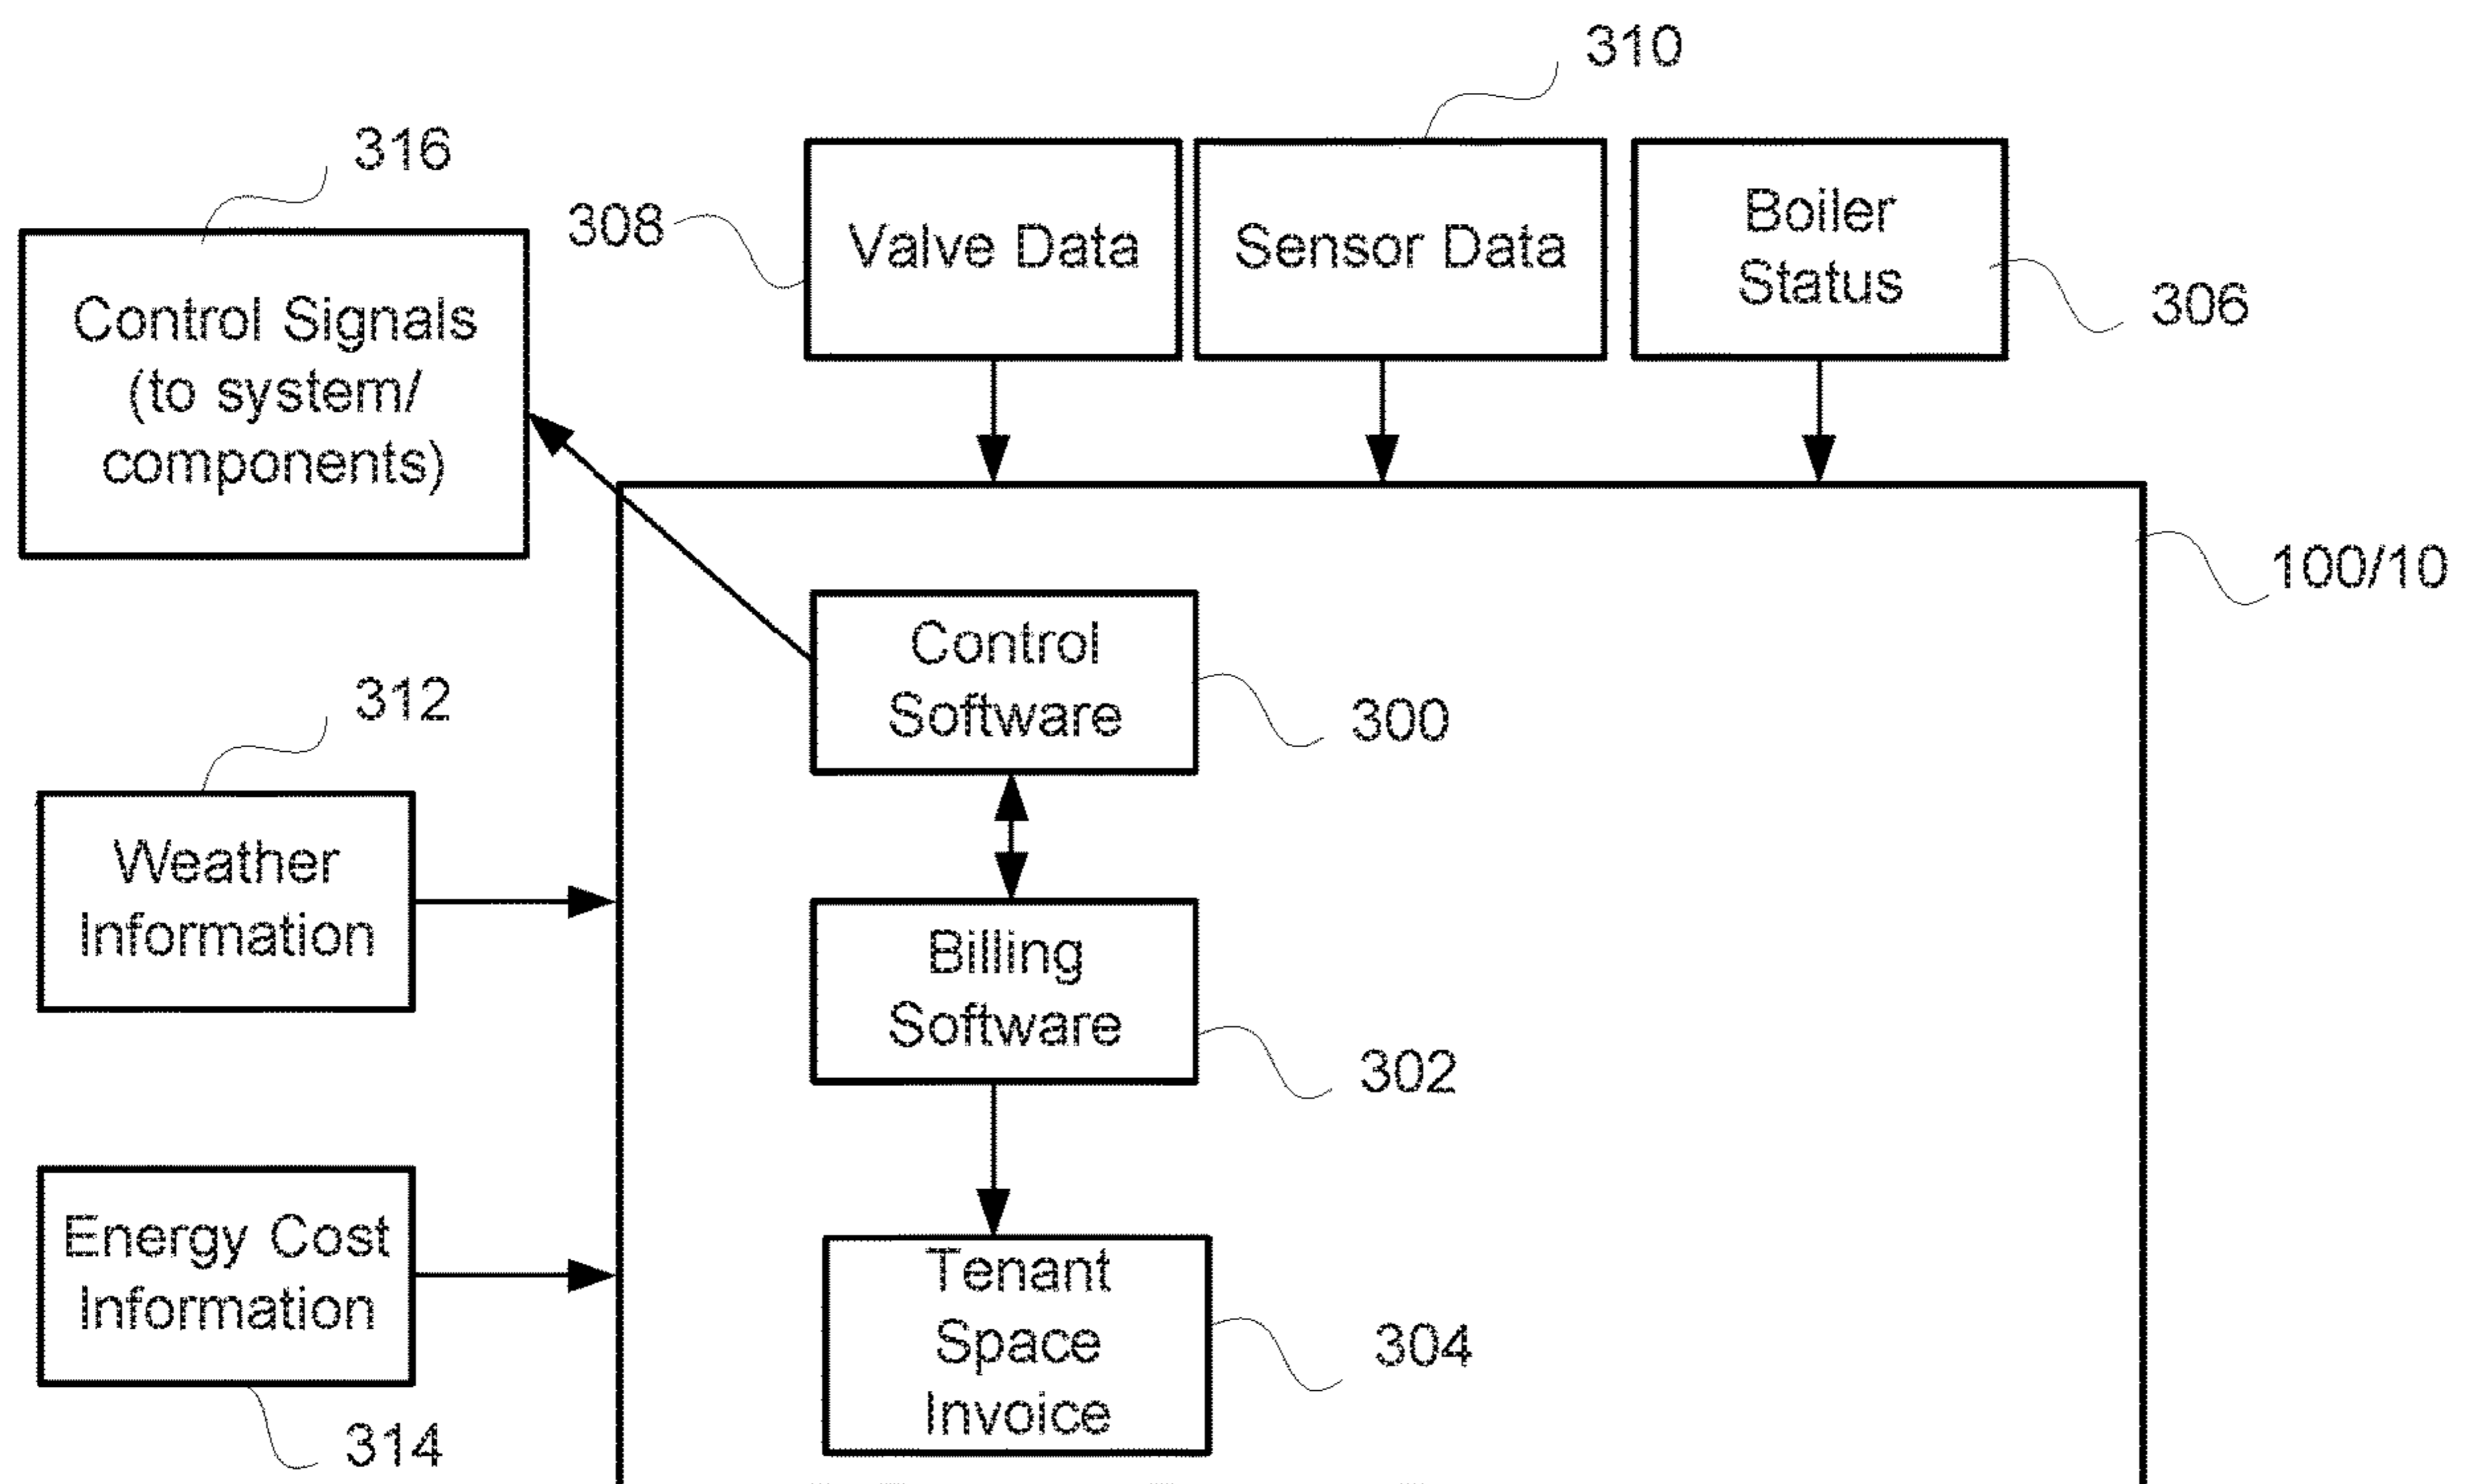 310
316
308
Valve Data
Sensor Data
Boiler
Status
306
Control Signals
(to system/
components)
100/10
Control
Software
300
312
Weather
Information
Billing
Software
302
Energy Cost
Information
314
Tenant
Space
Invoice
304